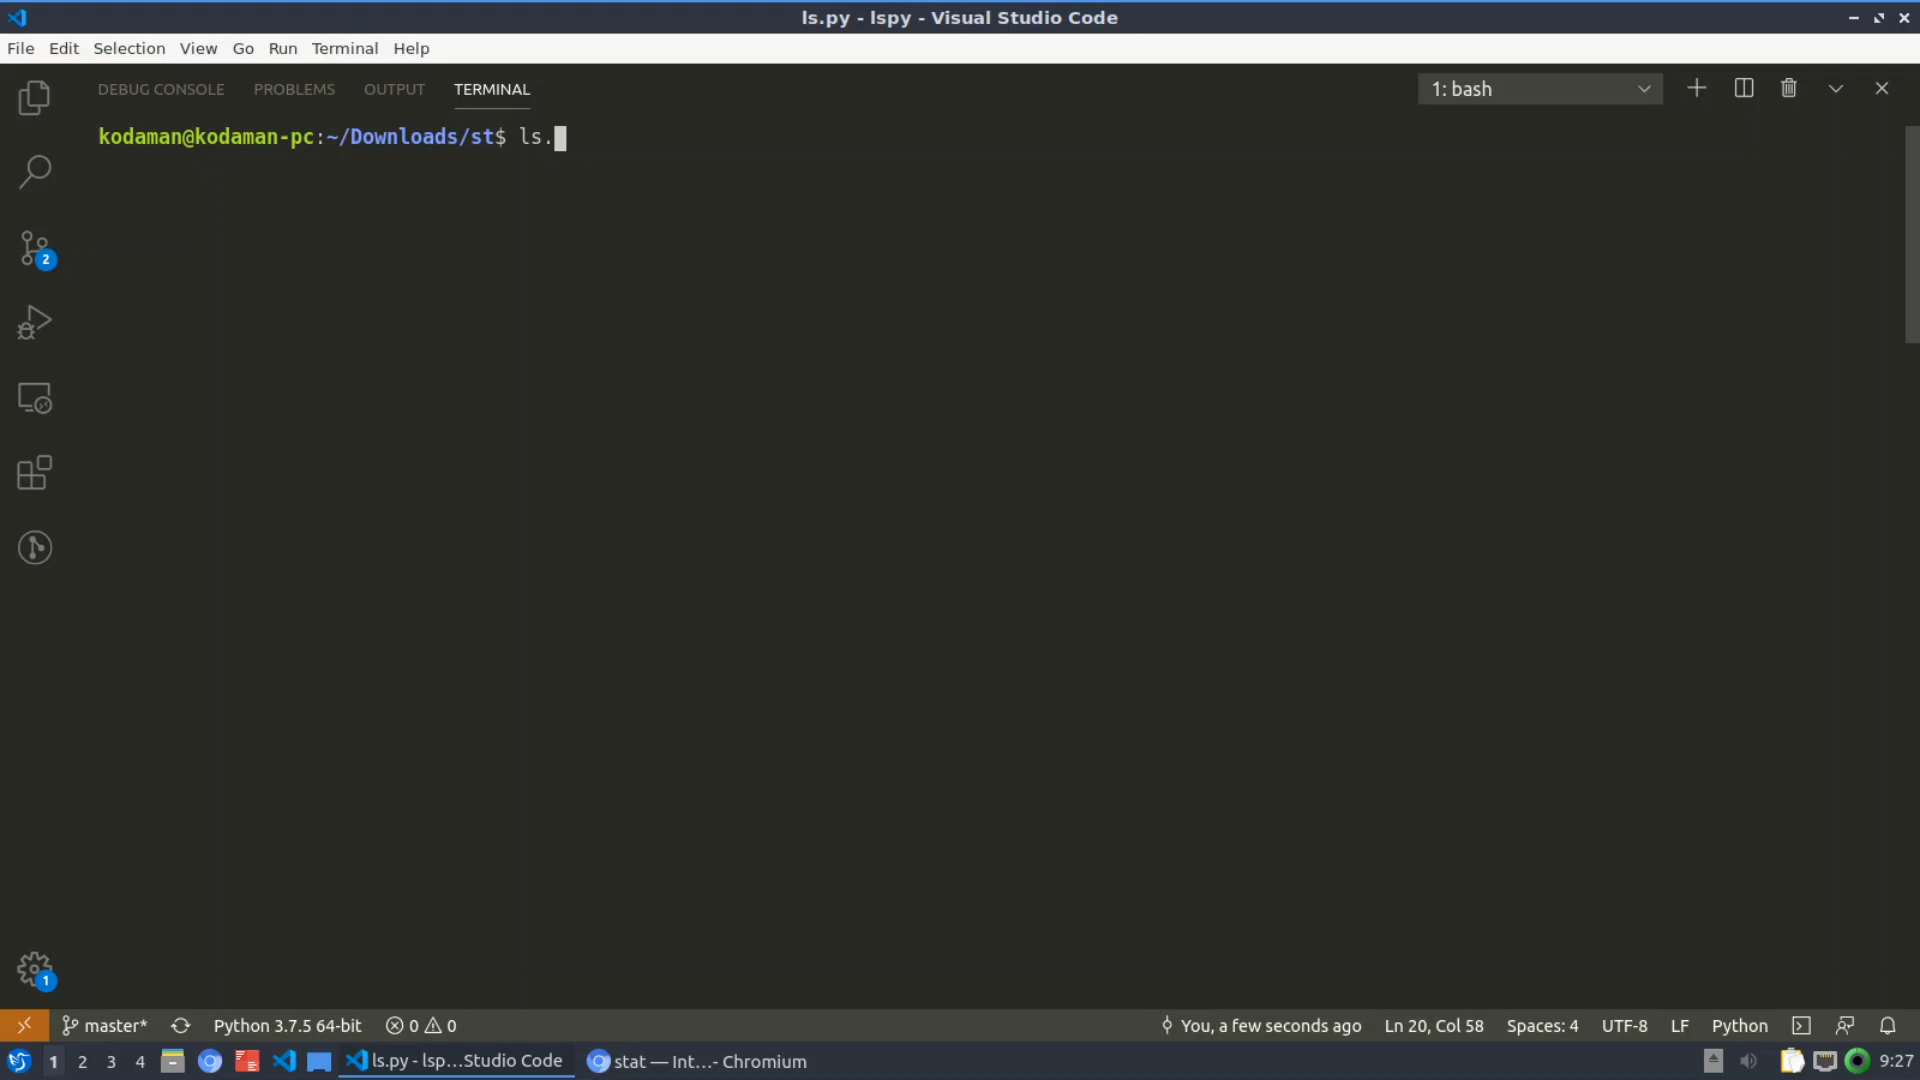 ls.py - lspy - Visual Studio Code
File Edit Selection View Go Run Terminal Help
DEBUG CONSOLE PROBLEMS OUTPUT TERMINAL 1: bash
kodaman@kodaman-pc:~/Downloads/st$ ls.
2
1
master* Python 3.7.5 64-bit 0 0 You, a few seconds ago Ln 20, Col 58 Spaces: 4 UTF-8 LF Python
1 2 3 4 ls.py - lsp...Studio Code stat — Int...- Chromium 9:27